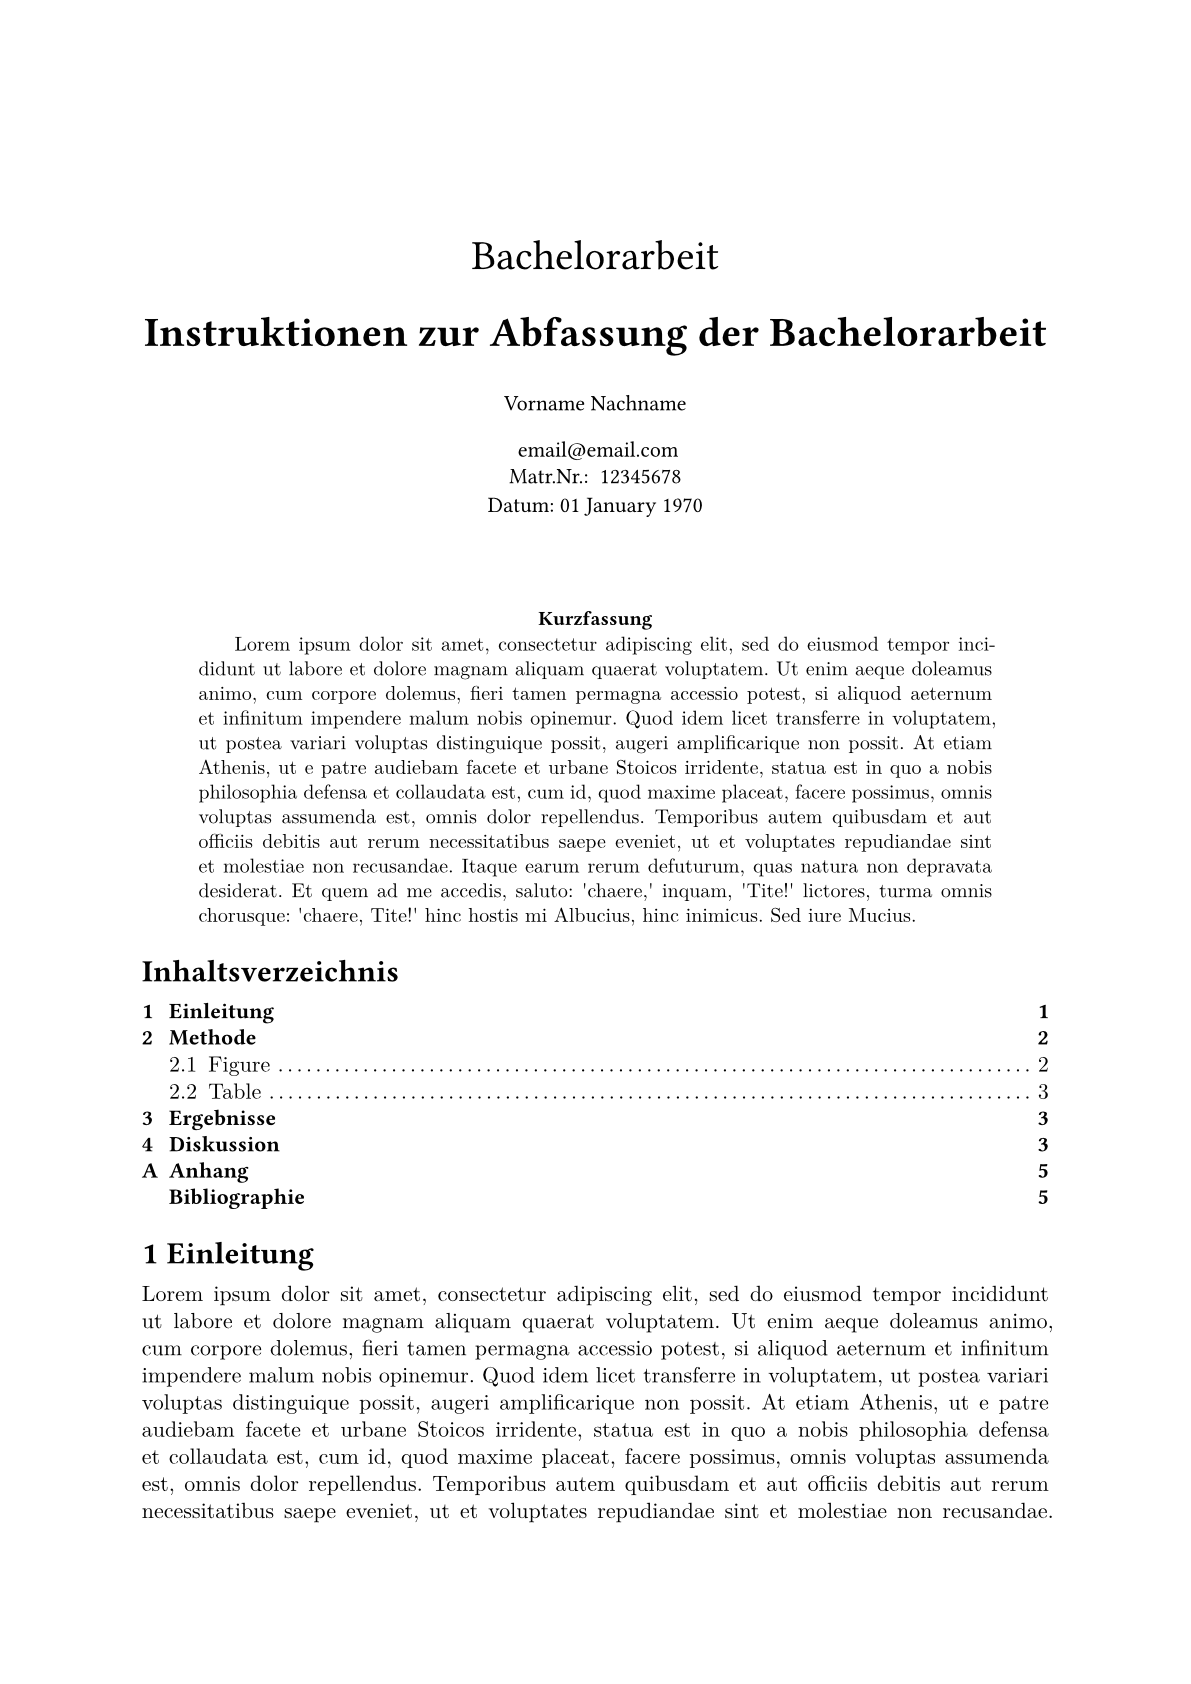 Bachelorarbeit
Instruktionen zur Abfassung der Bachelorarbeit
Vorname Nachname
email@email.com
Matr.Nr.: 12345678
Datum: 01 January 1970
Kurzfassung
Lorem ipsum dolor sit amet, consectetur adipiscing elit, sed do eiusmod tempor inci-
didunt ut labore et dolore magnam aliquam quaerat voluptatem. Ut enim aeque doleamus
animo, cum corpore dolemus, fieri tamen permagna accessio potest, si aliquod aeternum
et infinitum impendere malum nobis opinemur. Quod idem licet transferre in voluptatem,
ut postea variari voluptas distinguique possit, augeri amplificarique non possit. At etiam
Athenis, ut e patre audiebam facete et urbane Stoicos irridente, statua est in quo a nobis
philosophia defensa et collaudata est, cum id, quod maxime placeat, facere possimus, omnis
voluptas assumenda est, omnis dolor repellendus. Temporibus autem quibusdam et aut
officiis debitis aut rerum necessitatibus saepe eveniet, ut et voluptates repudiandae sint
et molestiae non recusandae. Itaque earum rerum defuturum, quas natura non depravata
desiderat. Et quem ad me accedis, saluto: 'chaere,' inquam, 'Tite!' lictores, turma omnis
chorusque: 'chaere, Tite!' hinc hostis mi Albucius, hinc inimicus. Sed iure Mucius.
Inhaltsverzeichnis
1 Einleitung 1
2 Methode 2
2.1 Figure ................................................................................ 2
2.2 Table ................................................................................. 3
3 Ergebnisse 3
4 Diskussion 3
A Anhang 5
Bibliographie 5
1 Einleitung
Lorem ipsum dolor sit amet, consectetur adipiscing elit, sed do eiusmod tempor incididunt
ut labore et dolore magnam aliquam quaerat voluptatem. Ut enim aeque doleamus animo,
cum corpore dolemus, fieri tamen permagna accessio potest, si aliquod aeternum et infinitum
impendere malum nobis opinemur. Quod idem licet transferre in voluptatem, ut postea variari
voluptas distinguique possit, augeri amplificarique non possit. At etiam Athenis, ut e patre
audiebam facete et urbane Stoicos irridente, statua est in quo a nobis philosophia defensa
et collaudata est, cum id, quod maxime placeat, facere possimus, omnis voluptas assumenda
est, omnis dolor repellendus. Temporibus autem quibusdam et aut officiis debitis aut rerum
necessitatibus saepe eveniet, ut et voluptates repudiandae sint et molestiae non recusandae.